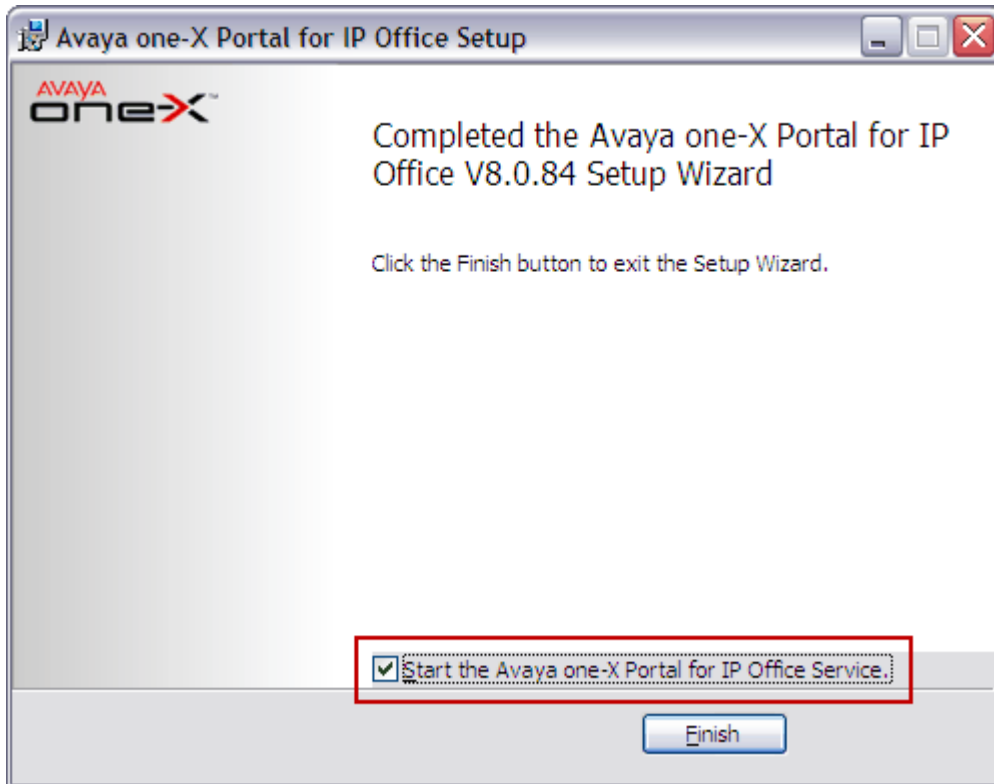 Avaya one-X Portal for IP Office Setup
AVAYA
one-X™
Completed the Avaya one-X Portal for IP
Office V8.0.84 Setup Wizard
Click the Finish button to exit the Setup Wizard.
Start the Avaya one-X Portal for IP Office Service.
Finish